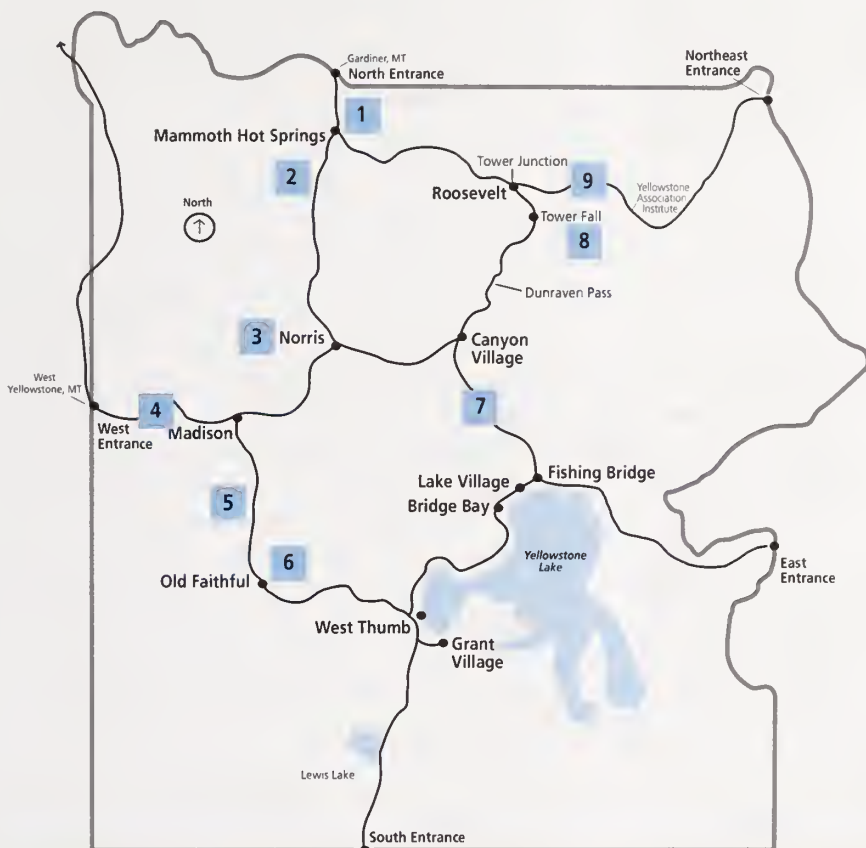 Gardiner, MT
North Entrance
Northeast
Entrance
1
Mammoth Hot Springs
2
Tower Junction
Roosevelt
9
Yellowstone
Association
Institute
North
Tower Fall
8
Dunraven Pass
3
Norris
Canyon
Village
West
Yellowstone, MT
4
West
Entrance
Madison
7
Lake Village
Fishing Bridge
Bridge Bay
5
Yellowstone
Lake
East
Entrance
6
Old Faithful
West Thumb
Grant
Village
Lewis Lake
South Entrance